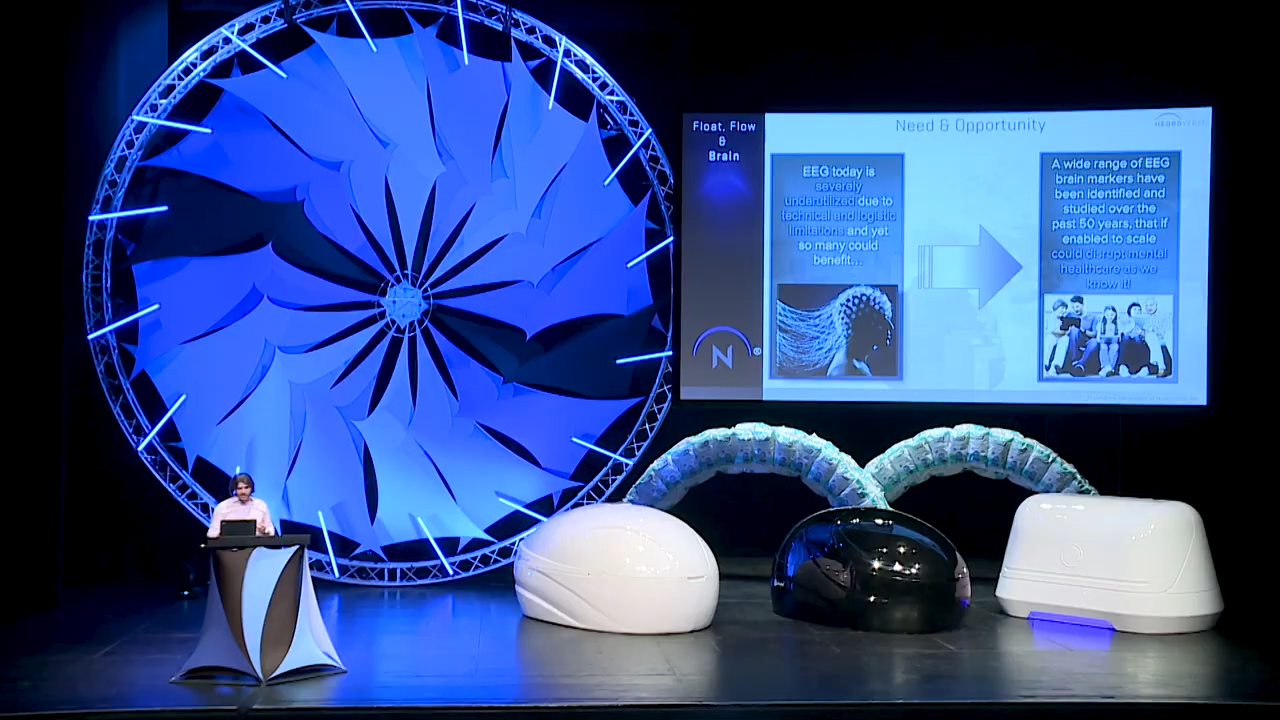 Float, Flow
&
Brain
N®
Need & Opportunity
NEUROVERSE
EEG today is
severely
underutilized due to
technical and logistic
limitations and yet
so many could
benefit...
A wide range of EEG
brain markers have
been identified and
studied over the
past 50 years, that if
enabled to scale
could disrupt mental
healthcare as we
know it!